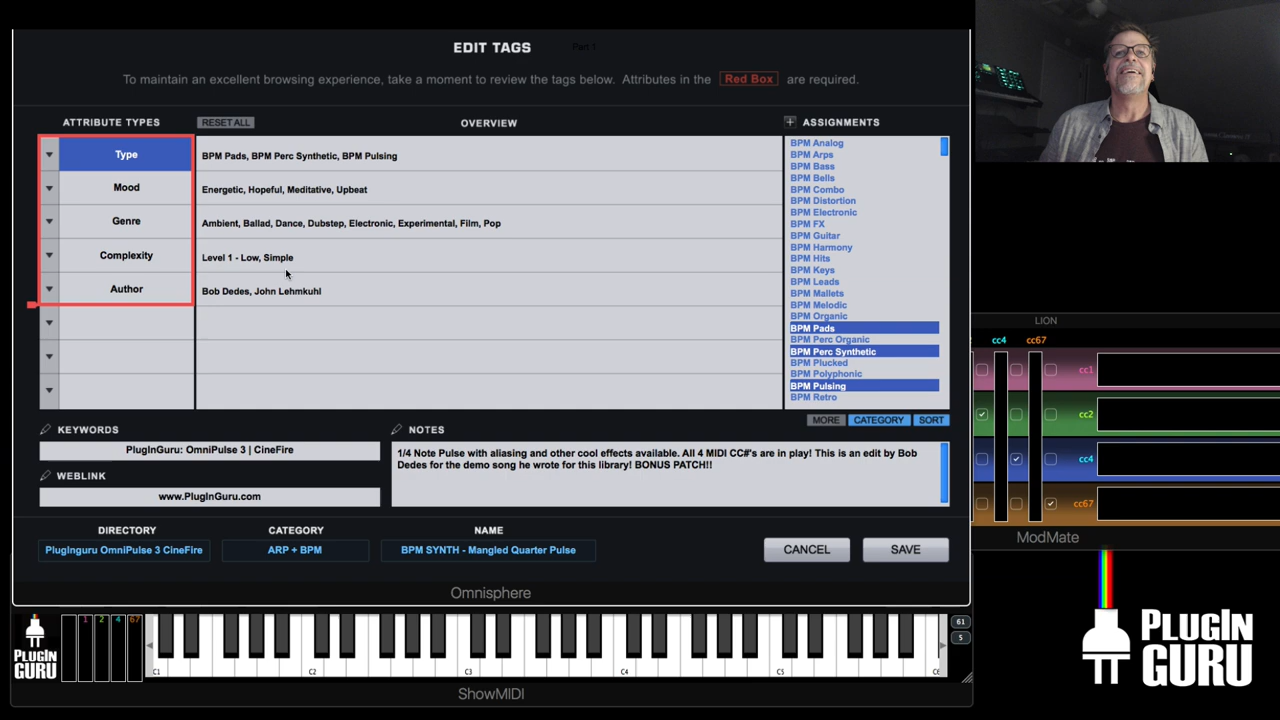 EDIT TAGS
Part 1
To maintain an excellent browsing experience, take a moment to review the tags below. Attributes in the Red Box are required.
ATTRIBUTE TYPES
RESET ALL
OVERVIEW
+ ASSIGNMENTS
Type
BPM Pads, BPM Perc Synthetic, BPM Pulsing
Mood
Energetic, Hopeful, Meditative, Upbeat
Genre
Ambient, Ballad, Dance, Dubstep, Electronic, Experimental, Film, Pop
Complexity
Level 1 - Low, Simple
Author
Bob Dedes, John Lehmkuhl
BPM Analog
BPM Arps
BPM Bass
BPM Bells
BPM Combo
BPM Distortion
BPM Electronic
BPM FX
BPM Guitar
BPM Harmony
BPM Hits
BPM Keys
BPM Leads
BPM Mallets
BPM Melodic
BPM Organic
BPM Pads
BPM Perc Organic
BPM Perc Synthetic
BPM Plucked
BPM Polyphonic
BPM Pulsing
BPM Retro
MORE CATEGORY SORT
KEYWORDS
PlugInGuru: OmniPulse 3 | CineFire
WEBLINK
www.PlugInGuru.com
NOTES
1/4 Note Pulse with aliasing and other cool effects available. All 4 MIDI CC#'s are in play! This is an edit by Bob
Dedes for the demo song he wrote for this library! BONUS PATCH!!
DIRECTORY
PlugInguru OmniPulse 3 CineFire
CATEGORY
ARP + BPM
NAME
BPM SYNTH - Mangled Quarter Pulse
CANCEL
SAVE
Omnisphere
LION
cc4 cc67
cc1
cc2
cc4
cc67
ModMate
PLUGIN
GURU
1 2 4 67
C1 C2 C3 C4 C5
61
5
ShowMIDI
PLUGIN
GURU